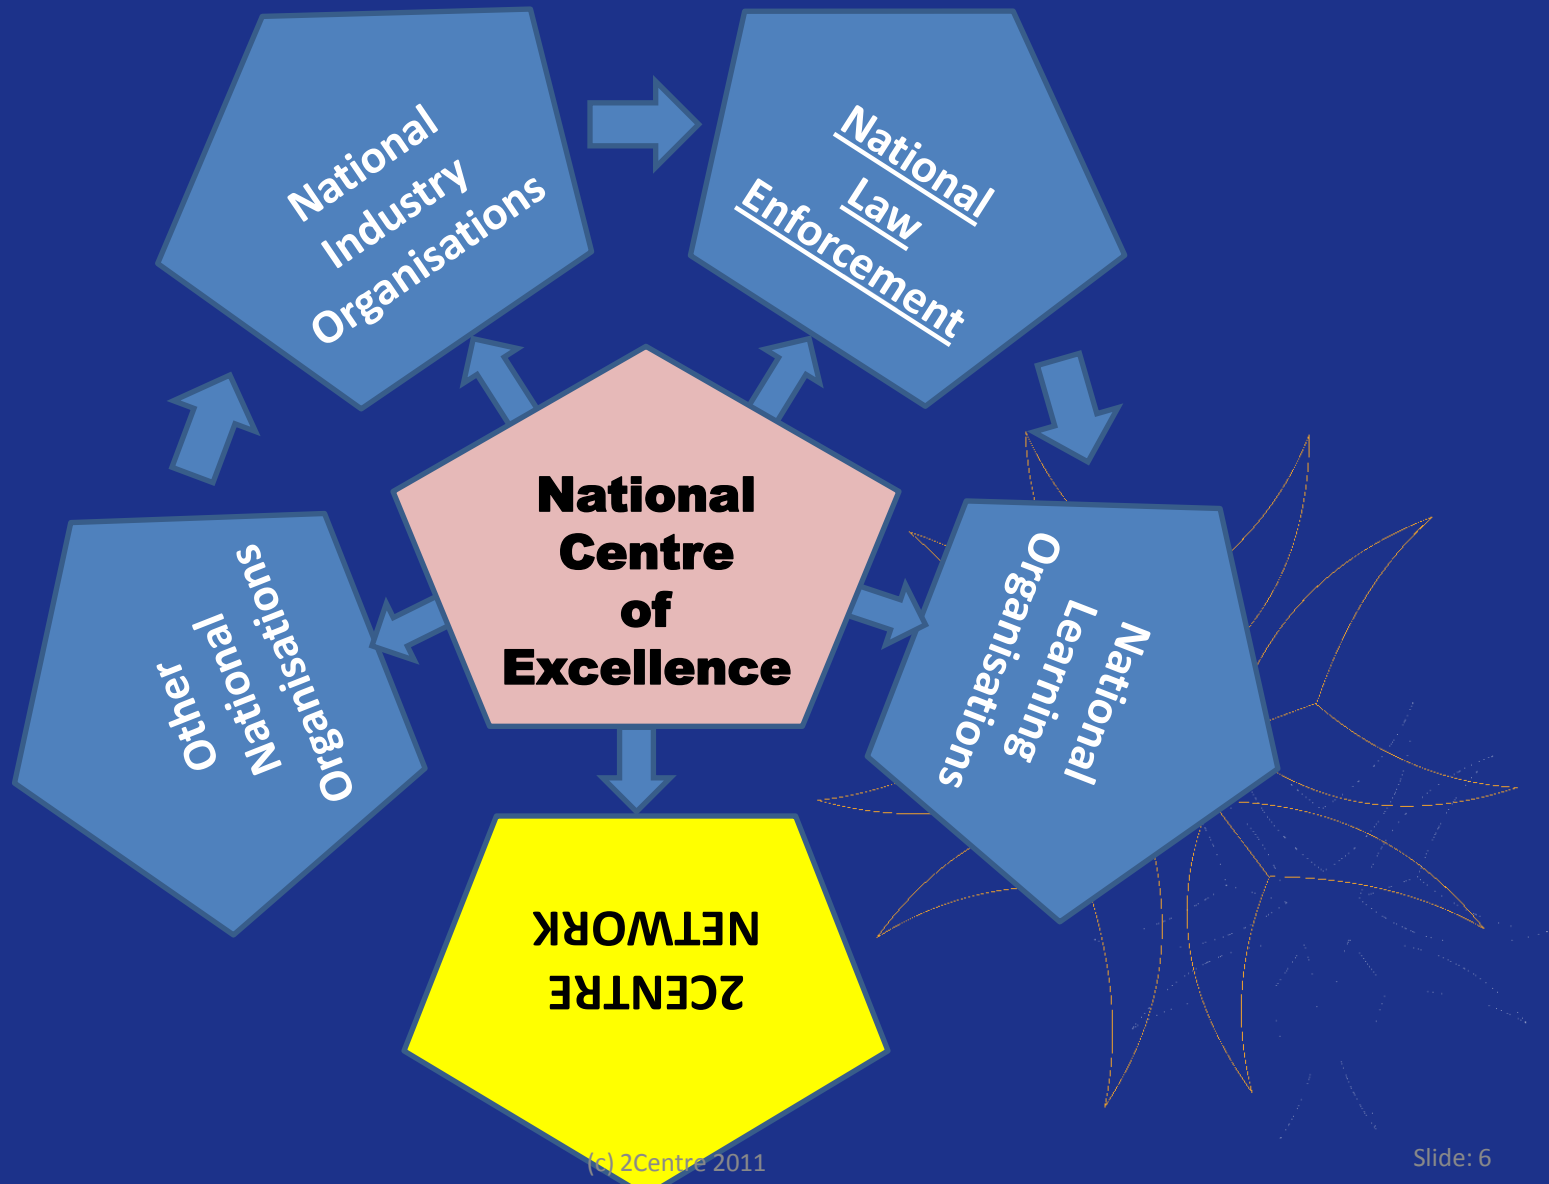 National
Industry
Organisations
National
Law
Enforcement
National
Centre
of
Excellence
National
Learning
Organisations
Other
National
Organisations
2CENTRE
NETWORK
(c) 2Centre 2011
Slide: 6